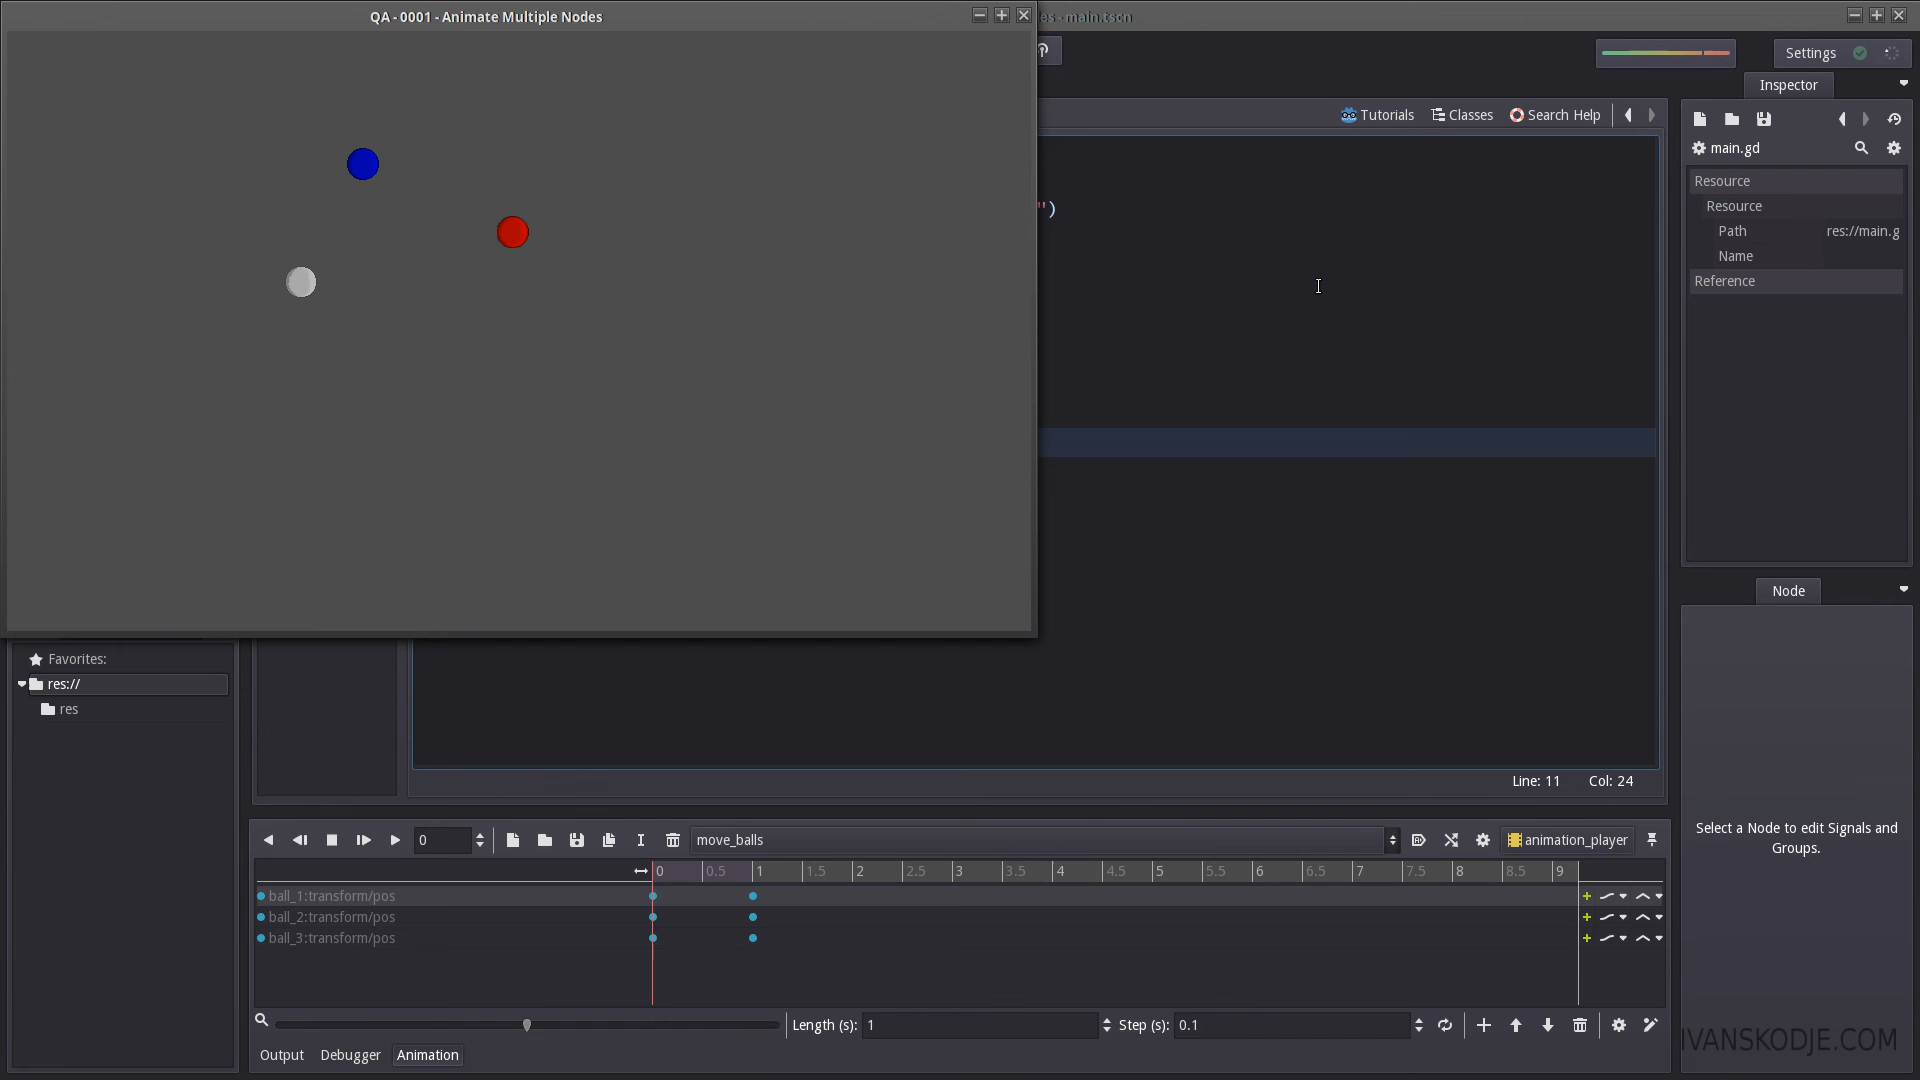 QA - 0001 - Animate Multiple Nodes
es - main.tscn
Settings
Inspector
Tutorials
Classes
Search Help
main.gd
Resource
Resource
Path
res://main.g
Name
Reference
")
Favorites:
res://
res
Line: 11
Col: 24
Node
Select a Node to edit Signals and
Groups.
0
move_balls
animation_player
0 0.5 1 1.5 2 2.5 3 3.5 4 4.5 5 5.5 6 6.5 7 7.5 8 8.5 9
ball_1:transform/pos
ball_2:transform/pos
ball_3:transform/pos
Length (s): 1
Step (s): 0.1
Output
Debugger
Animation
IVANSKODJE.COM